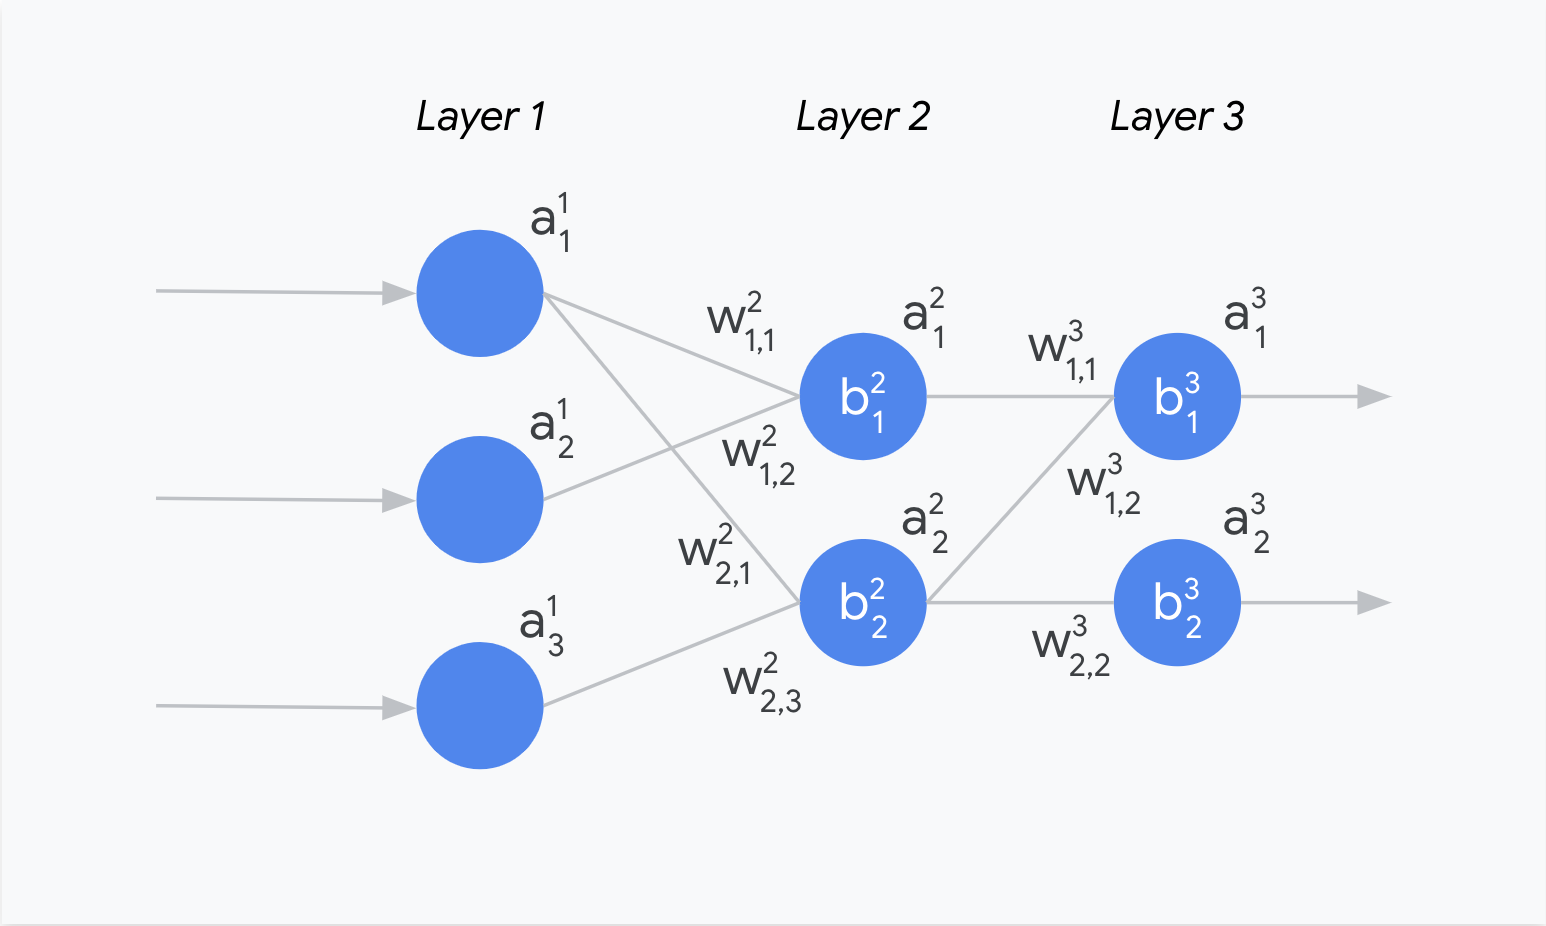 Layer 1 Layer 2 Layer 3
a¹₁
w²₁,₁ a²₁ w³₁,₁ a³₁
b²₁ b³₁
a¹₂ w²₁,₂ w³₁,₂
w²₂,₁ a²₂ a³₂
b²₂ b³₂
a¹₃ w²₂,₃ w³₂,₂